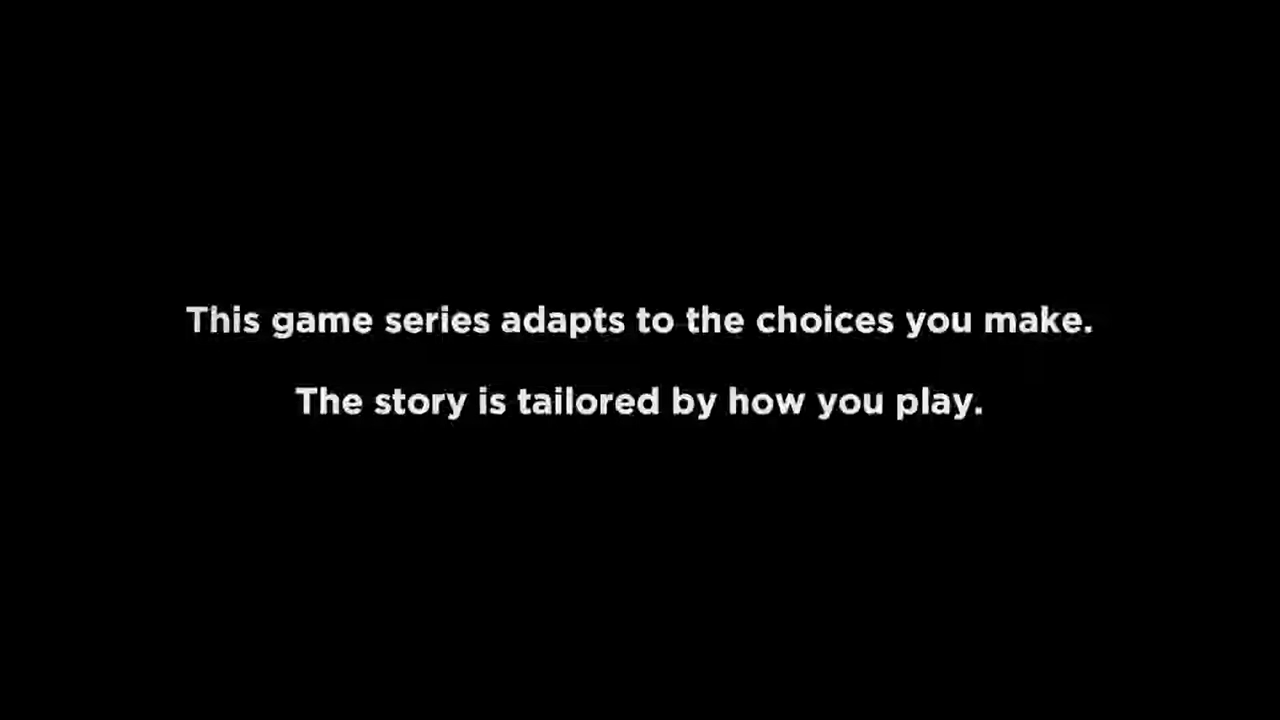 This game series adapts to the choices you make.
The story is tailored by how you play.